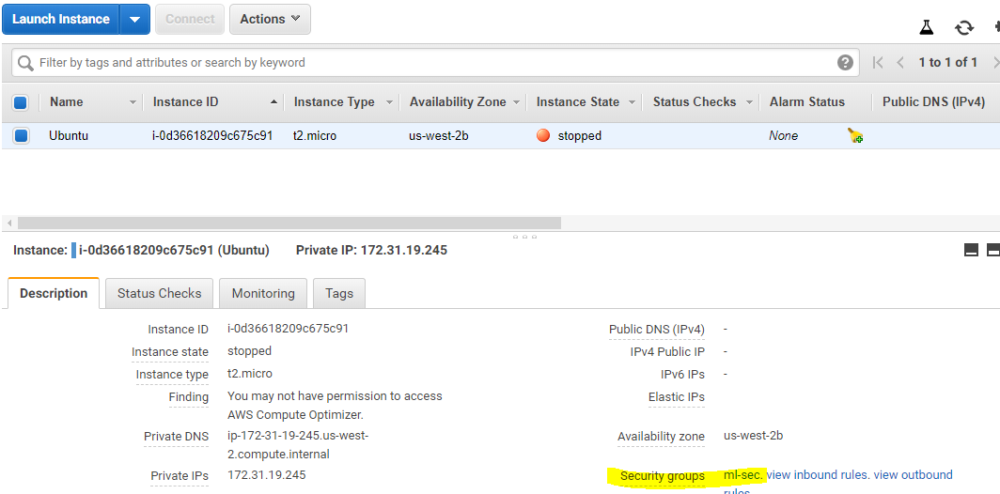 Launch Instance Connect Actions
Filter by tags and attributes or search by keyword ? 1 to 1 of 1
Name Instance ID Instance Type Availability Zone Instance State Status Checks Alarm Status Public DNS (IPv4)
Ubuntu i-0d36618209c675c91 t2.micro us-west-2b stopped None
Instance: i-0d36618209c675c91 (Ubuntu) Private IP: 172.31.19.245
Description Status Checks Monitoring Tags
Instance ID i-0d36618209c675c91 Public DNS (IPv4) -
Instance state stopped IPv4 Public IP -
Instance type t2.micro IPv6 IPs -
Finding You may not have permission to access Elastic IPs
AWS Compute Optimizer.
Private DNS ip-172-31-19-245.us-west- Availability zone us-west-2b
2.compute.internal
Private IPs 172.31.19.245 Security groups ml-sec. view inbound rules. view outbound
rules